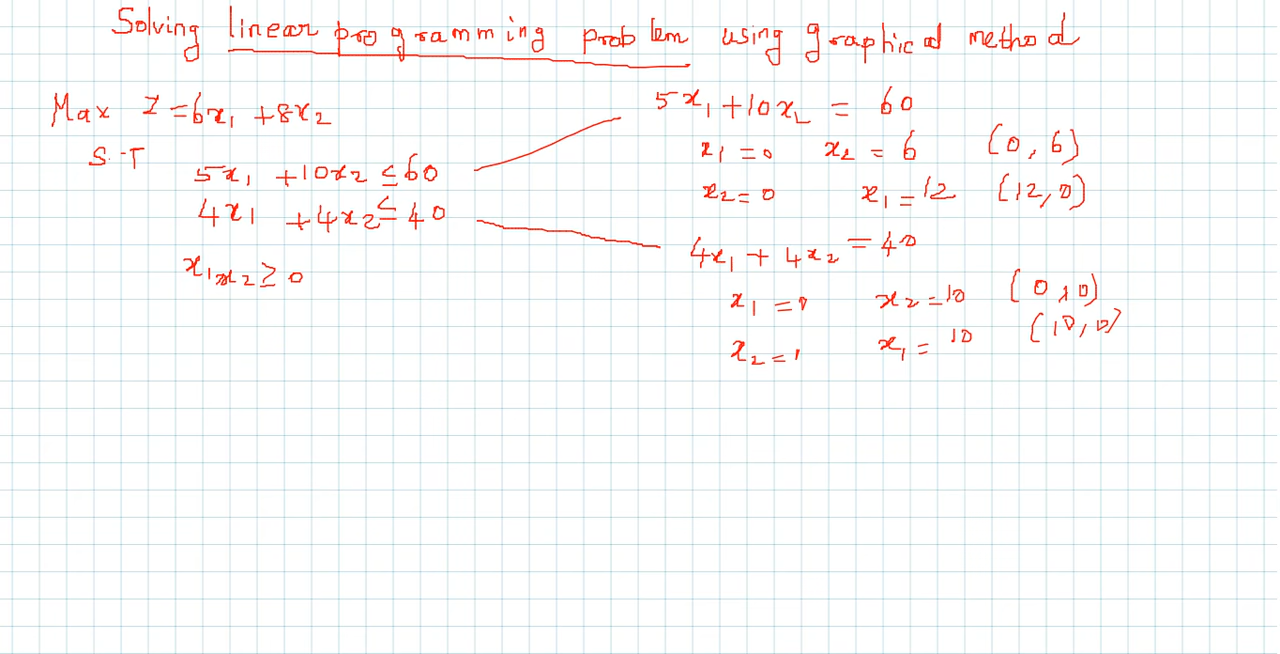 Solving linear programming problem using graphical method
Max Z = 6x₁ + 8x₂
S.T
5x₁ + 10x₂ ≤ 60
4x₁ + 4x₂ ≤ 40
x₁, x₂ ≥ 0
5x₁ + 10x₂ = 60
x₁ = 0 x₂ = 6 (0, 6)
x₂ = 0 x₁ = 12 (12, 0)
4x₁ + 4x₂ = 40
x₁ = 0 x₂ = 10 (0, 10)
x₂ = 0 x₁ = 10 (10, 0)